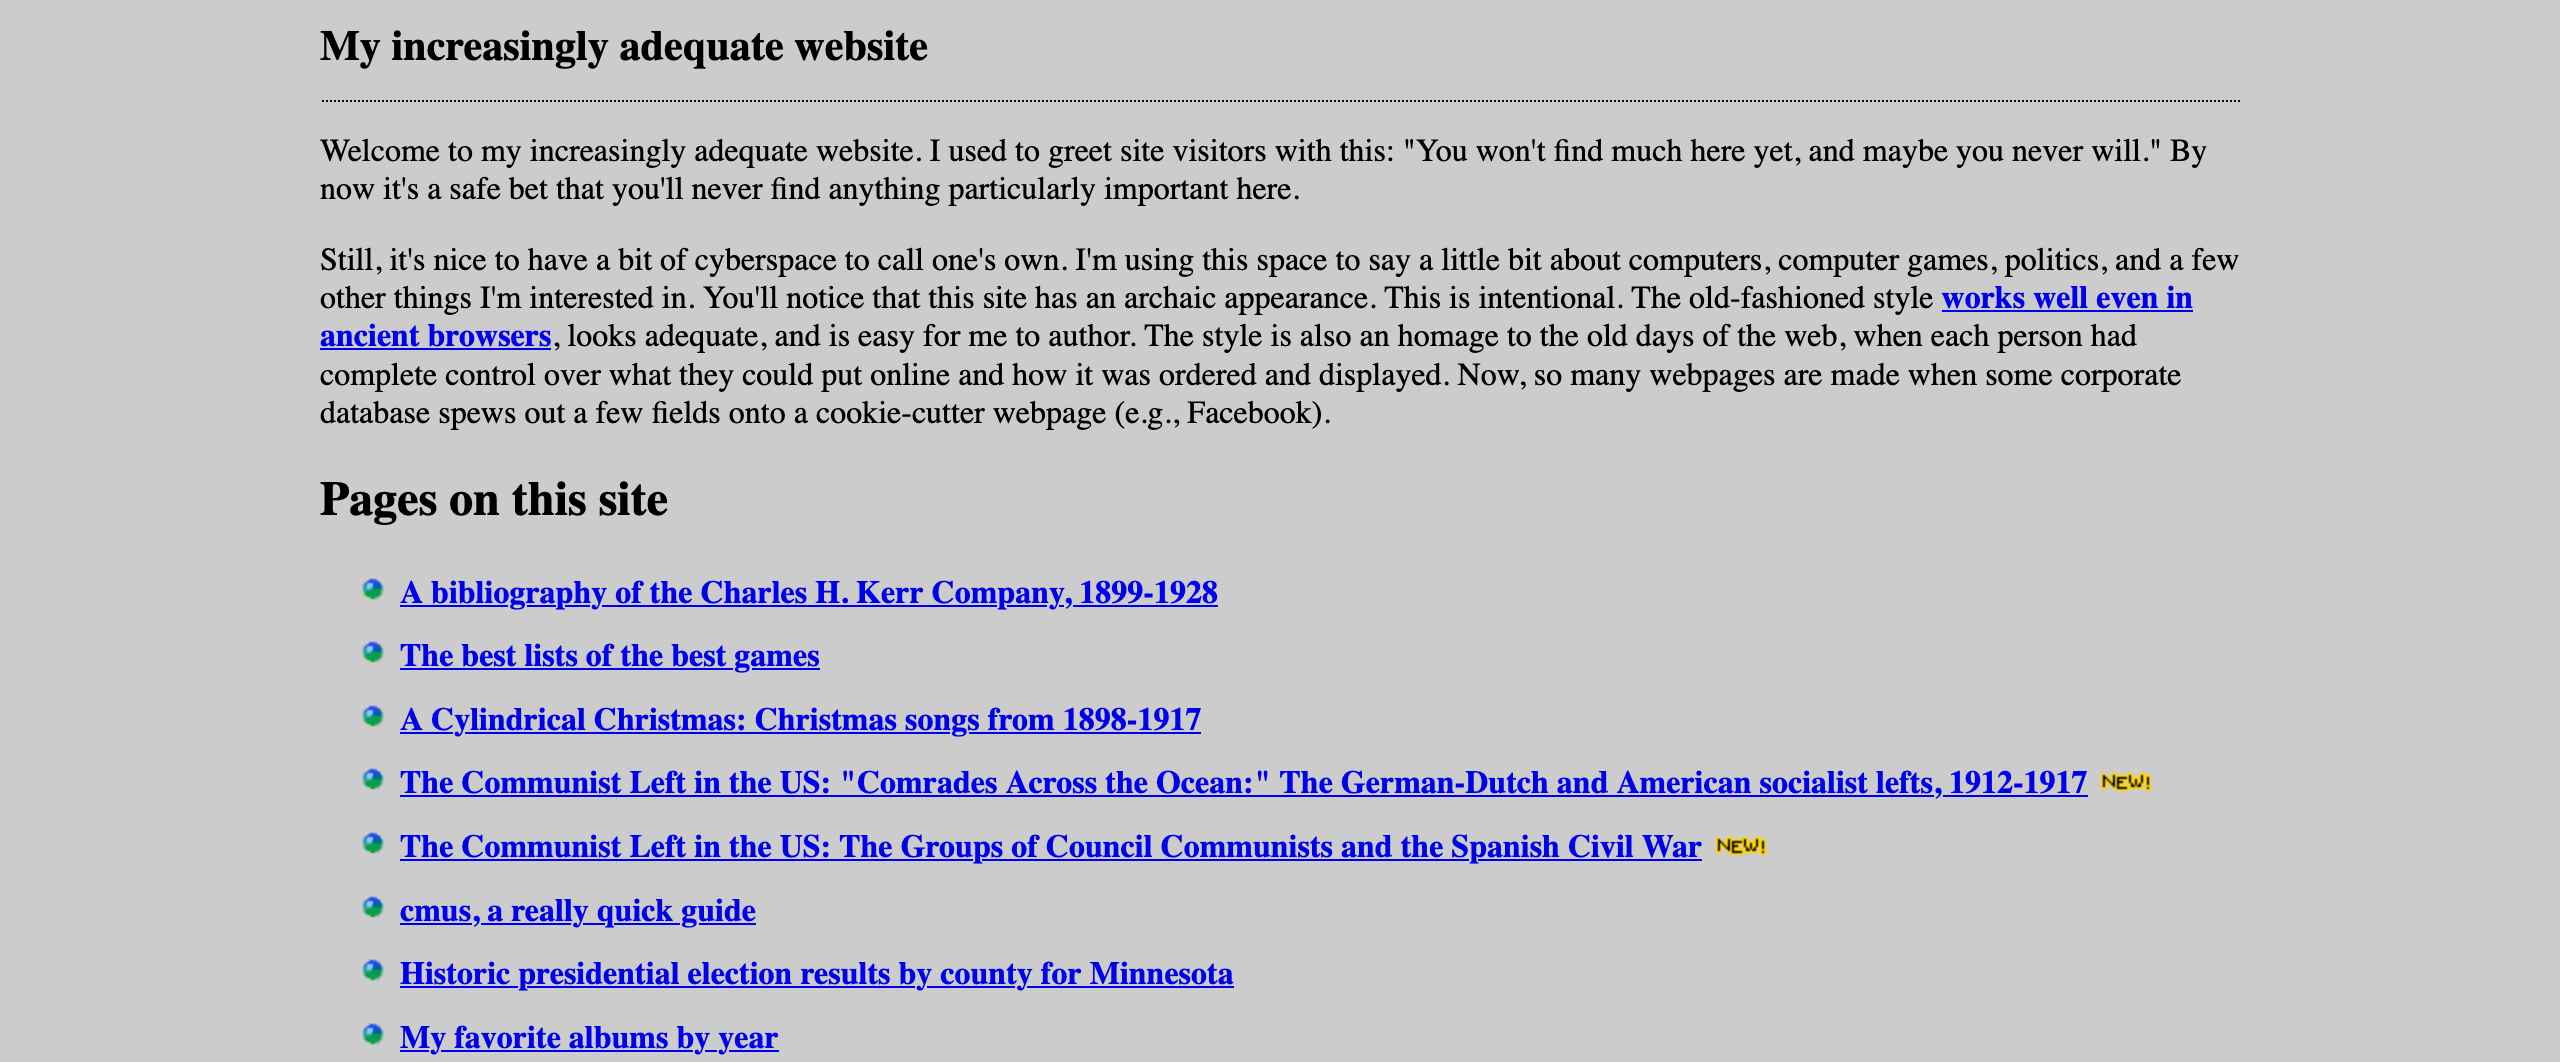 My increasingly adequate website
Welcome to my increasingly adequate website. I used to greet site visitors with this: "You won't find much here yet, and maybe you never will." By
now it's a safe bet that you'll never find anything particularly important here.
Still, it's nice to have a bit of cyberspace to call one's own. I'm using this space to say a little bit about computers, computer games, politics, and a few
other things I'm interested in. You'll notice that this site has an archaic appearance. This is intentional. The old-fashioned style works well even in
ancient browsers, looks adequate, and is easy for me to author. The style is also an homage to the old days of the web, when each person had
complete control over what they could put online and how it was ordered and displayed. Now, so many webpages are made when some corporate
database spews out a few fields onto a cookie-cutter webpage (e.g., Facebook).
Pages on this site
A bibliography of the Charles H. Kerr Company, 1899-1928
The best lists of the best games
A Cylindrical Christmas: Christmas songs from 1898-1917
The Communist Left in the US: "Comrades Across the Ocean:" The German-Dutch and American socialist lefts, 1912-1917 NEW!
The Communist Left in the US: The Groups of Council Communists and the Spanish Civil War NEW!
cmus, a really quick guide
Historic presidential election results by county for Minnesota
My favorite albums by year